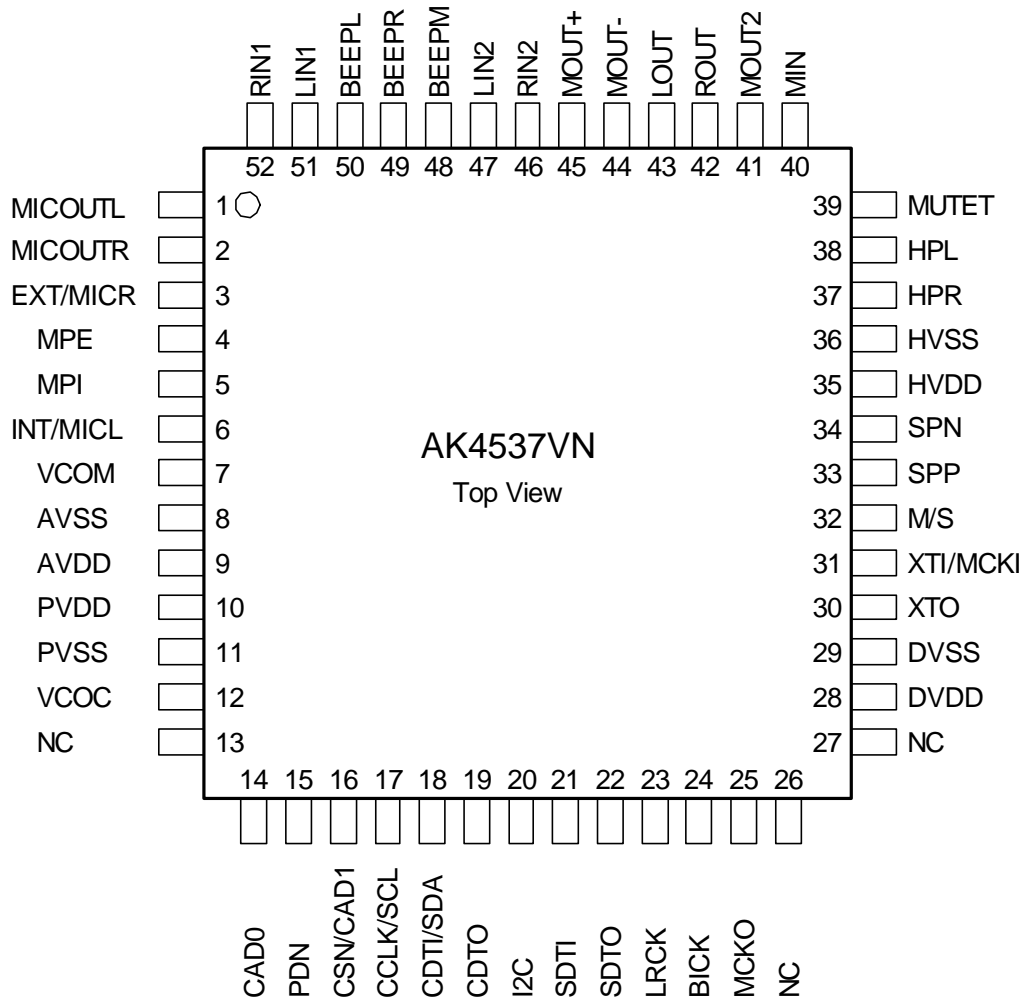 RIN1 LIN1 BEEPL BEEPR BEEPM LIN2 RIN2 MOUT+ MOUT- LOUT ROUT MOUT2 MIN
52 51 50 49 48 47 46 45 44 43 42 41 40
MICOUTL 1 39 MUTET
MICOUTR 2 38 HPL
EXT/MICR 3 37 HPR
MPE 4 36 HVSS
MPI 5 35 HVDD
INT/MICL 6 34 SPN
AK4537VN
VCOM 7 33 SPP
Top View
AVSS 8 32 M/S
AVDD 9 31 XTI/MCKI
PVDD 10 30 XTO
PVSS 11 29 DVSS
VCOC 12 28 DVDD
NC 13 27 NC
14 15 16 17 18 19 20 21 22 23 24 25 26
CAD0 PDN CSN/CAD1 CCLK/SCL CDTI/SDA CDTO I2C SDTI SDTO LRCK BICK MCKO NC